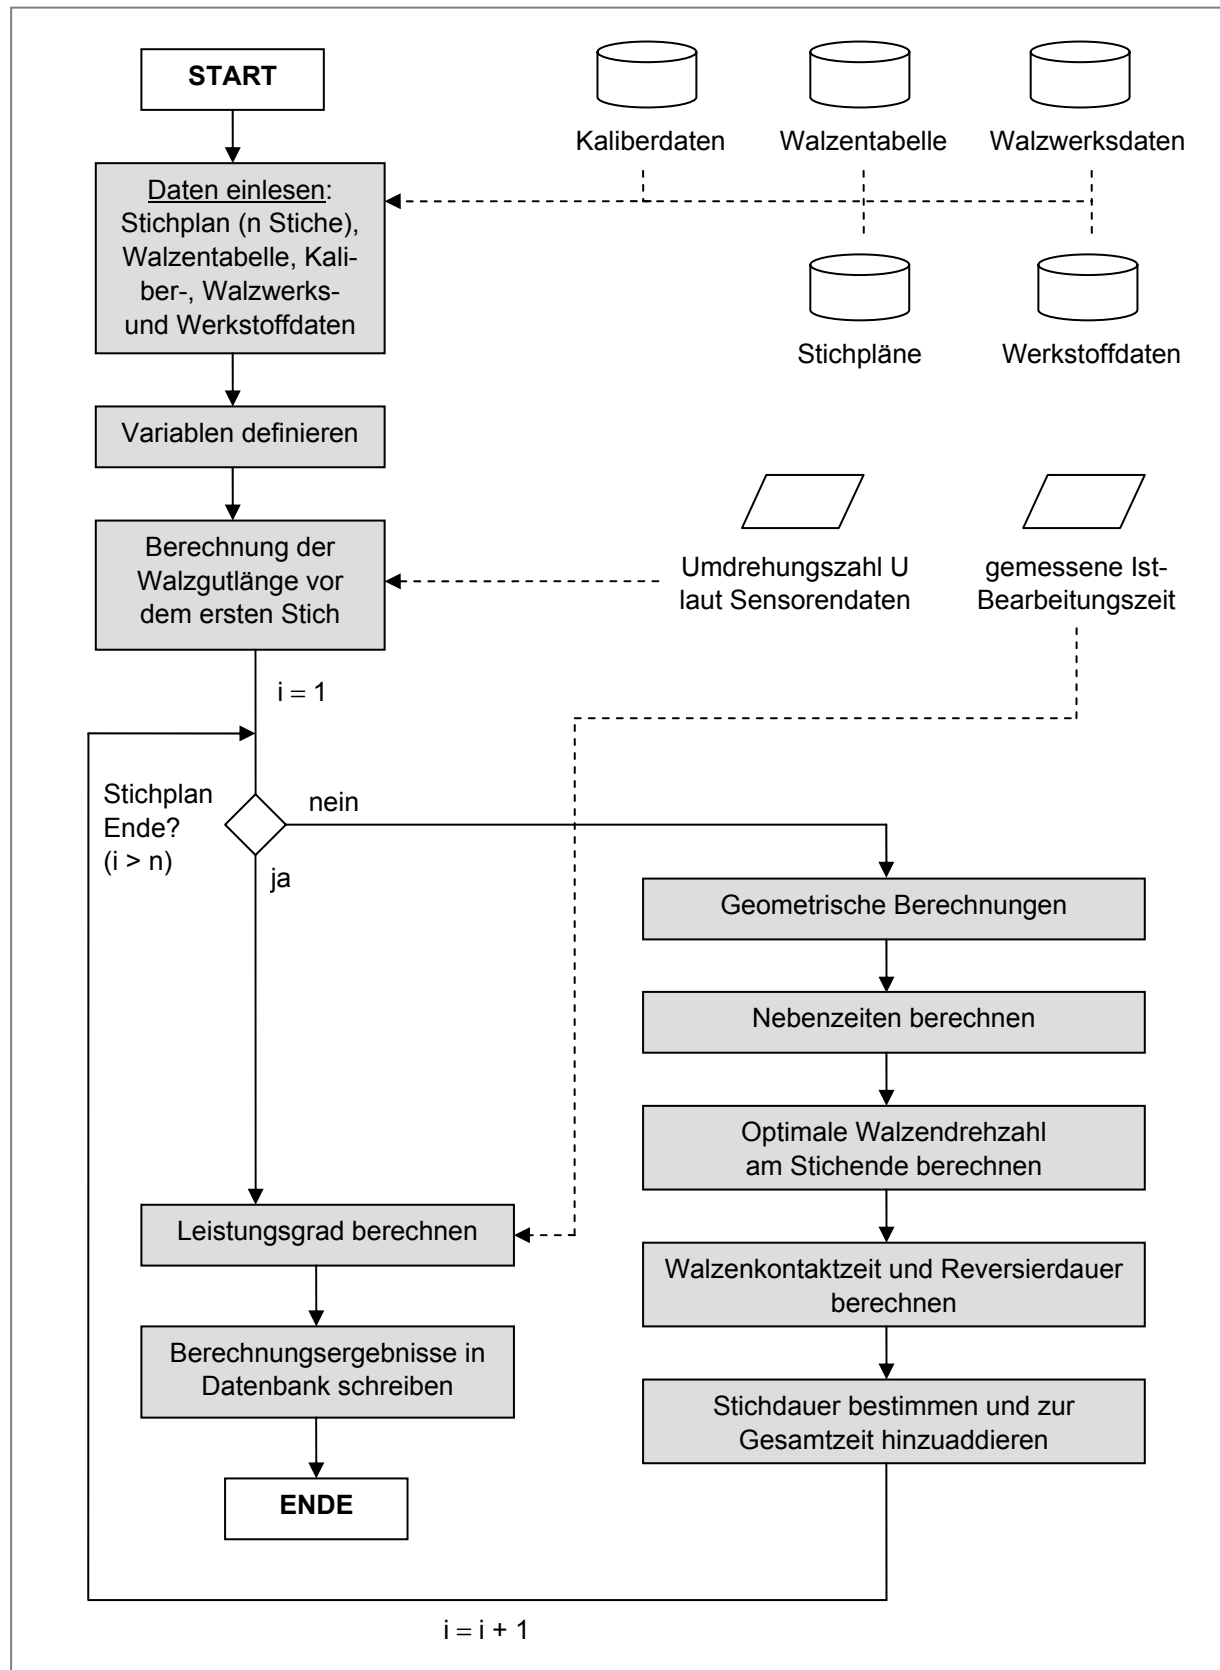 START
Kaliberdaten
Walzentabelle
Walzwerksdaten
Daten einlesen:
Stichplan (n Stiche),
Walzentabelle, Kali-
ber-, Walzwerks-
und Werkstoffdaten
Stichpläne
Werkstoffdaten
Variablen definieren
Berechnung der
Walzgutlänge vor
dem ersten Stich
Umdrehungszahl U
laut Sensorendaten
gemessene Ist-
Bearbeitungszeit
i = 1
Stichplan
Ende?
(i > n)
nein
ja
Geometrische Berechnungen
Nebenzeiten berechnen
Optimale Walzendrehzahl
am Stichende berechnen
Leistungsgrad berechnen
Walzenkontaktzeit und Reversierdauer
berechnen
Berechnungsergebnisse in
Datenbank schreiben
Stichdauer bestimmen und zur
Gesamtzeit hinzuaddieren
ENDE
i = i + 1